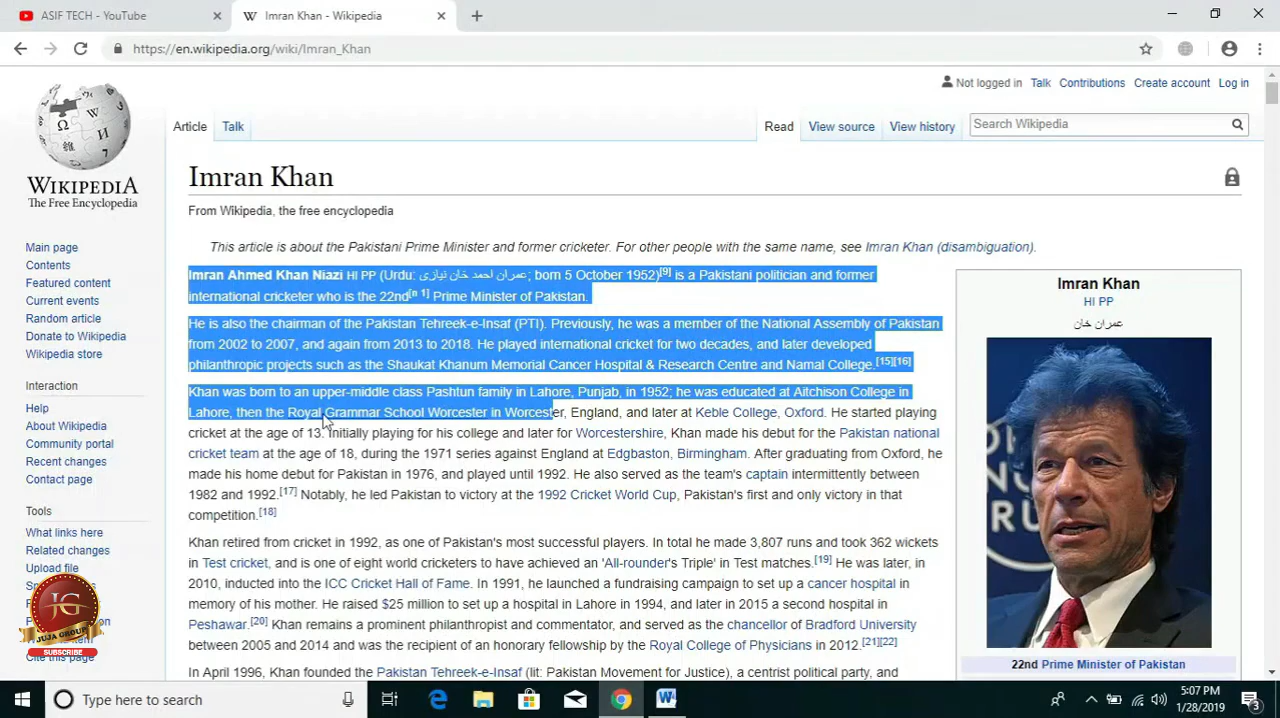 ASIF TECH - YouTube
Imran Khan - Wikipedia
https://en.wikipedia.org/wiki/Imran_Khan
Not logged in Talk Contributions Create account Log in
Article Talk Read View source View history Search Wikipedia
WIKIPEDIA
The Free Encyclopedia
Main page
Contents
Featured content
Current events
Random article
Donate to Wikipedia
Wikipedia store
Interaction
Help
About Wikipedia
Community portal
Recent changes
Contact page
Tools
What links here
Related changes
Upload file
Cite this page
JG
JUJA GROUP
SUBSCRIBE
Imran Khan
From Wikipedia, the free encyclopedia
This article is about the Pakistani Prime Minister and former cricketer. For other people with the same name, see Imran Khan (disambiguation).
Imran Ahmed Khan Niazi HI PP (Urdu: عمران احمد خان نیازی; born 5 October 1952)[9] is a Pakistani politician and former
international cricketer who is the 22nd[n 1] Prime Minister of Pakistan.
He is also the chairman of the Pakistan Tehreek-e-Insaf (PTI). Previously, he was a member of the National Assembly of Pakistan
from 2002 to 2007, and again from 2013 to 2018. He played international cricket for two decades, and later developed
philanthropic projects such as the Shaukat Khanum Memorial Cancer Hospital & Research Centre and Namal College.[15][16]
Khan was born to an upper-middle class Pashtun family in Lahore, Punjab, in 1952; he was educated at Aitchison College in
Lahore, then the Royal Grammar School Worcester in Worcester, England, and later at Keble College, Oxford. He started playing
cricket at the age of 13. Initially playing for his college and later for Worcestershire, Khan made his debut for the Pakistan national
cricket team at the age of 18, during the 1971 series against England at Edgbaston, Birmingham. After graduating from Oxford, he
made his home debut for Pakistan in 1976, and played until 1992. He also served as the team's captain intermittently between
1982 and 1992.[17] Notably, he led Pakistan to victory at the 1992 Cricket World Cup, Pakistan's first and only victory in that
competition.[18]
Khan retired from cricket in 1992, as one of Pakistan's most successful players. In total he made 3,807 runs and took 362 wickets
in Test cricket, and is one of eight world cricketers to have achieved an 'All-rounder's Triple' in Test matches.[19] He was later, in
2010, inducted into the ICC Cricket Hall of Fame. In 1991, he launched a fundraising campaign to set up a cancer hospital in
memory of his mother. He raised $25 million to set up a hospital in Lahore in 1994, and later in 2015 a second hospital in
Peshawar.[20] Khan remains a prominent philanthropist and commentator, and served as the chancellor of Bradford University
between 2005 and 2014 and was the recipient of an honorary fellowship by the Royal College of Physicians in 2012.[21][22]
In April 1996, Khan founded the Pakistan Tehreek-e-Insaf (lit: Pakistan Movement for Justice), a centrist political party, and
Imran Khan
HI PP
عمران خان
22nd Prime Minister of Pakistan
Type here to search
5:07 PM
1/28/2019
3